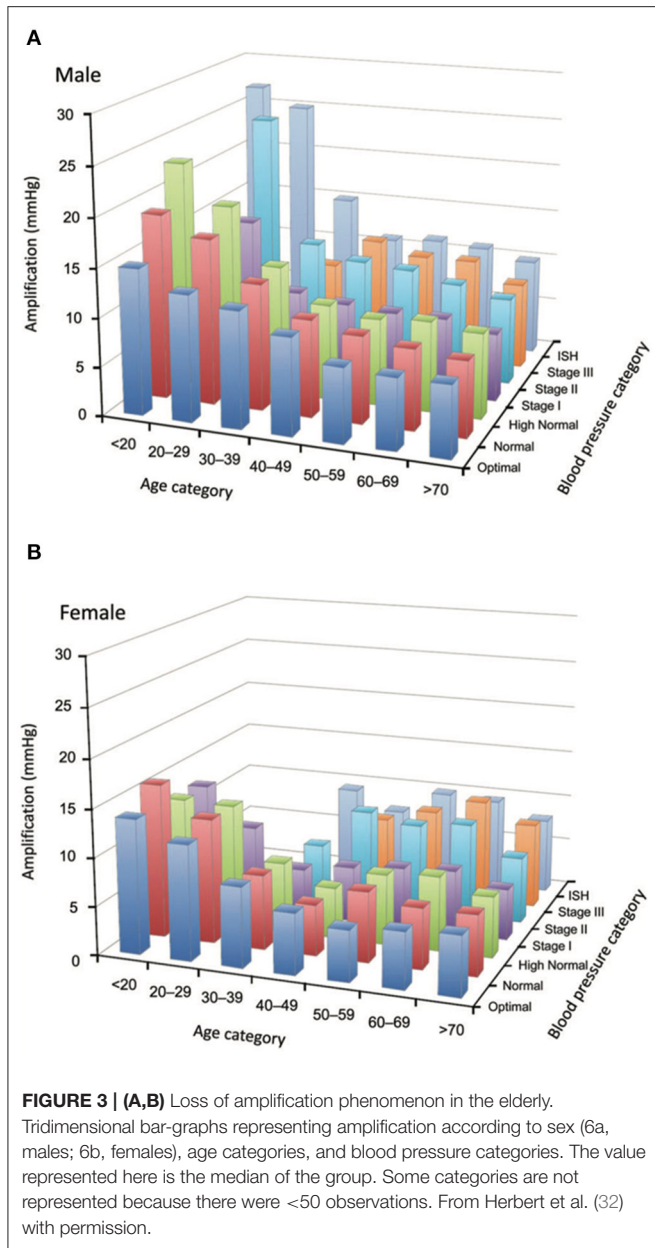 A
Male
30
25
20
15
10
5
0
Amplification (mmHg)
<20
20–29
30–39
40–49
50–59
60–69
>70
Age category
ISH
Stage III
Stage II
Stage I
High Normal
Normal
Optimal
Blood pressure category
B
Female
30
25
20
15
10
5
0
Amplification (mmHg)
<20
20–29
30–39
40–49
50–59
60–69
>70
Age category
ISH
Stage III
Stage II
Stage I
High Normal
Normal
Optimal
Blood pressure category
FIGURE 3 | (A,B) Loss of amplification phenomenon in the elderly.
Tridimensional bar-graphs representing amplification according to sex (6a,
males; 6b, females), age categories, and blood pressure categories. The value
represented here is the median of the group. Some categories are not
represented because there were <50 observations. From Herbert et al. (32)
with permission.